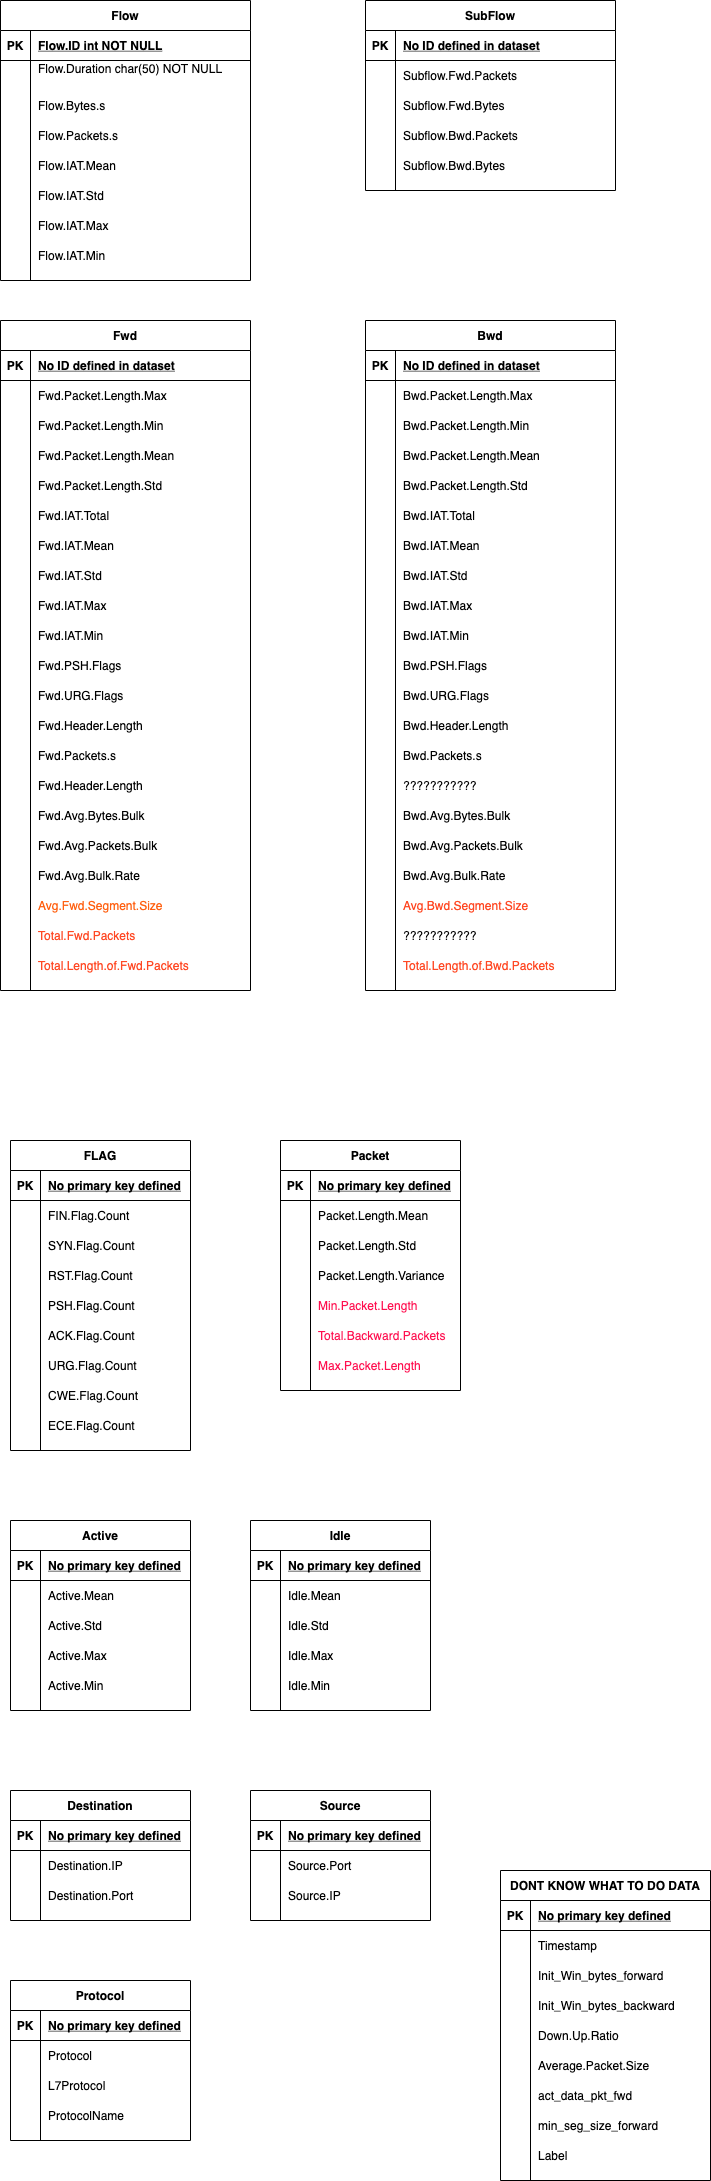 Flow
PK Flow.ID int NOT NULL
Flow.Duration char(50) NOT NULL
Flow.Bytes.s
Flow.Packets.s
Flow.IAT.Mean
Flow.IAT.Std
Flow.IAT.Max
Flow.IAT.Min
SubFlow
PK No ID defined in dataset
Subflow.Fwd.Packets
Subflow.Fwd.Bytes
Subflow.Bwd.Packets
Subflow.Bwd.Bytes
Fwd
PK No ID defined in dataset
Fwd.Packet.Length.Max
Fwd.Packet.Length.Min
Fwd.Packet.Length.Mean
Fwd.Packet.Length.Std
Fwd.IAT.Total
Fwd.IAT.Mean
Fwd.IAT.Std
Fwd.IAT.Max
Fwd.IAT.Min
Fwd.PSH.Flags
Fwd.URG.Flags
Fwd.Header.Length
Fwd.Packets.s
Fwd.Header.Length
Fwd.Avg.Bytes.Bulk
Fwd.Avg.Packets.Bulk
Fwd.Avg.Bulk.Rate
Avg.Fwd.Segment.Size
Total.Fwd.Packets
Total.Length.of.Fwd.Packets
Bwd
PK No ID defined in dataset
Bwd.Packet.Length.Max
Bwd.Packet.Length.Min
Bwd.Packet.Length.Mean
Bwd.Packet.Length.Std
Bwd.IAT.Total
Bwd.IAT.Mean
Bwd.IAT.Std
Bwd.IAT.Max
Bwd.IAT.Min
Bwd.PSH.Flags
Bwd.URG.Flags
Bwd.Header.Length
Bwd.Packets.s
???????????
Bwd.Avg.Bytes.Bulk
Bwd.Avg.Packets.Bulk
Bwd.Avg.Bulk.Rate
Avg.Bwd.Segment.Size
???????????
Total.Length.of.Bwd.Packets
FLAG
PK No primary key defined
FIN.Flag.Count
SYN.Flag.Count
RST.Flag.Count
PSH.Flag.Count
ACK.Flag.Count
URG.Flag.Count
CWE.Flag.Count
ECE.Flag.Count
Packet
PK No primary key defined
Packet.Length.Mean
Packet.Length.Std
Packet.Length.Variance
Min.Packet.Length
Total.Backward.Packets
Max.Packet.Length
Active
PK No primary key defined
Active.Mean
Active.Std
Active.Max
Active.Min
Idle
PK No primary key defined
Idle.Mean
Idle.Std
Idle.Max
Idle.Min
Destination
PK No primary key defined
Destination.IP
Destination.Port
Source
PK No primary key defined
Source.Port
Source.IP
Protocol
PK No primary key defined
Protocol
L7Protocol
ProtocolName
DONT KNOW WHAT TO DO DATA
PK No primary key defined
Timestamp
Init_Win_bytes_forward
Init_Win_bytes_backward
Down.Up.Ratio
Average.Packet.Size
act_data_pkt_fwd
min_seg_size_forward
Label